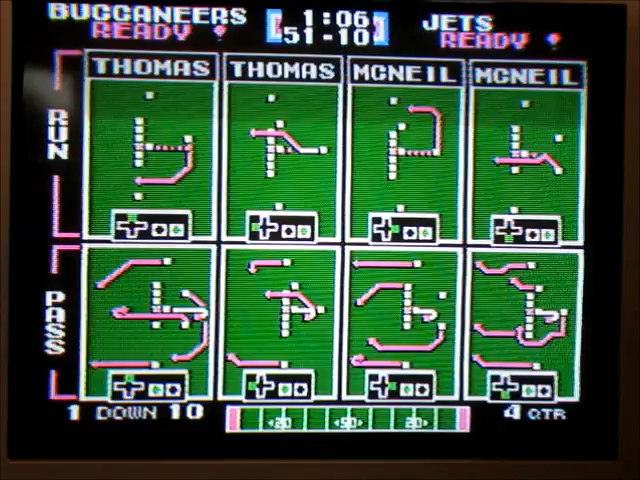 BUCCANEERS 1:06 JETS
READY 51-10 READY
THOMAS THOMAS MCNEIL MCNEIL
RUN
PASS
1 DOWN 10 4 QTR
20 50 20